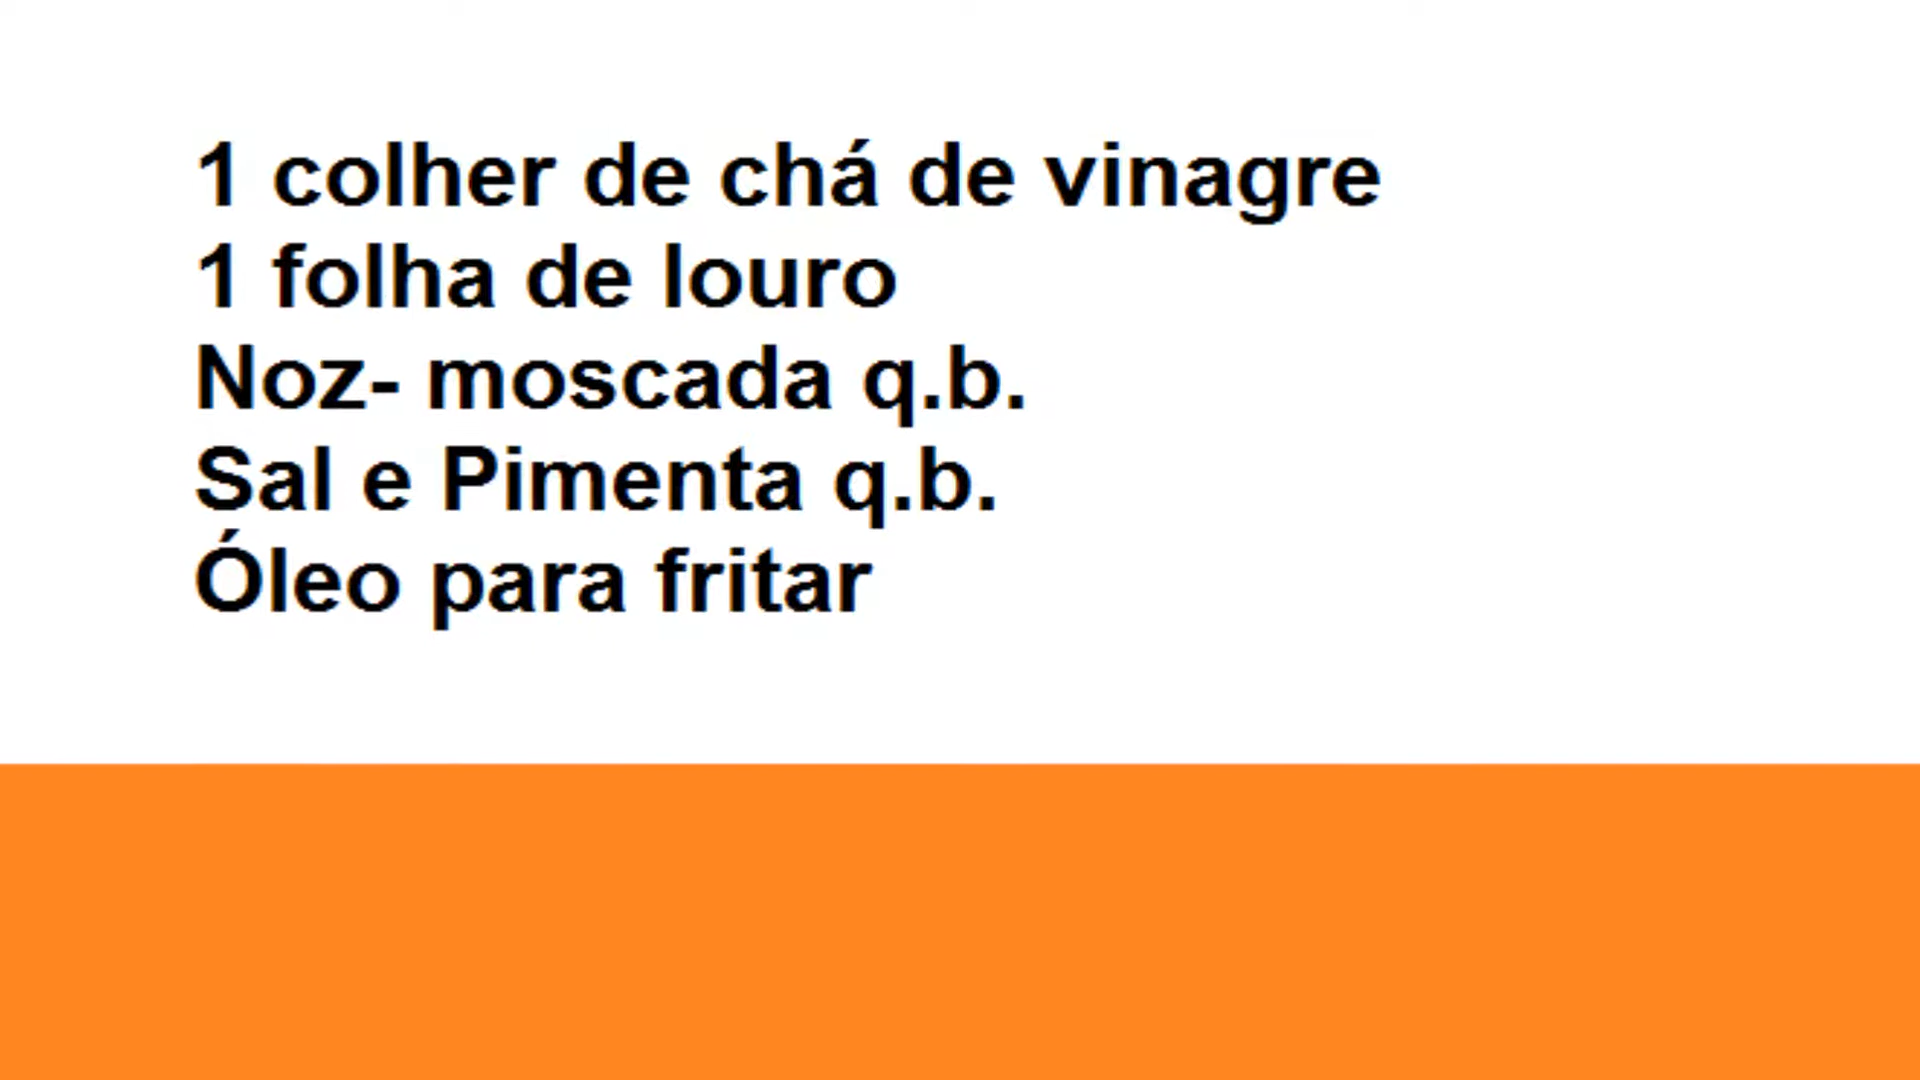 1 colher de chá de vinagre
1 folha de louro
Noz- moscada q.b.
Sal e Pimenta q.b.
Óleo para fritar